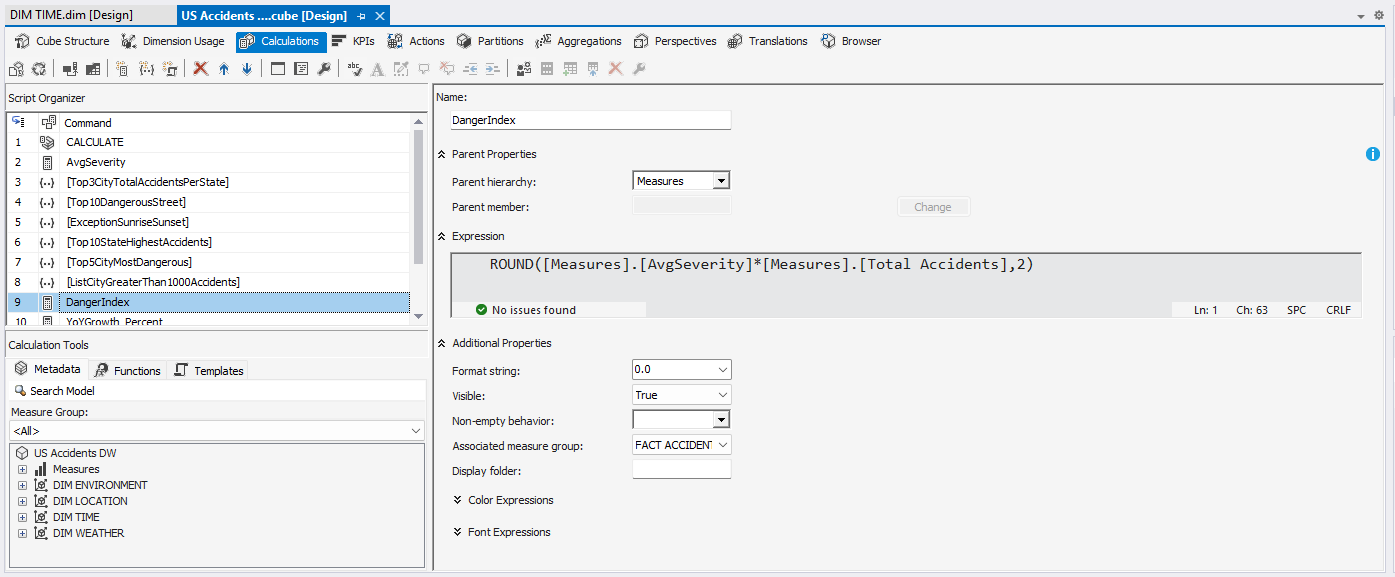 DIM TIME.dim [Design]
US Accidents ....cube [Design]
Cube Structure
Dimension Usage
Calculations
KPIs
Actions
Partitions
Aggregations
Perspectives
Translations
Browser
Script Organizer
Command
1 CALCULATE
2 AvgSeverity
3 [Top3CityTotalAccidentsPerState]
4 [Top10DangerousStreet]
5 [ExceptionSunriseSunset]
6 [Top10StateHighestAccidents]
7 [Top5CityMostDangerous]
8 [ListCityGreaterThan1000Accidents]
9 DangerIndex
10 YoYGrowth_Percent
Calculation Tools
Metadata
Functions
Templates
Search Model
Measure Group:
<All>
US Accidents DW
Measures
DIM ENVIRONMENT
DIM LOCATION
DIM TIME
DIM WEATHER
Name:
DangerIndex
Parent Properties
Parent hierarchy: Measures
Parent member: Change
Expression
ROUND([Measures].[AvgSeverity]*[Measures].[Total Accidents],2)
No issues found
Ln: 1 Ch: 63 SPC CRLF
Additional Properties
Format string: 0.0
Visible: True
Non-empty behavior:
Associated measure group: FACT ACCIDENT
Display folder:
Color Expressions
Font Expressions